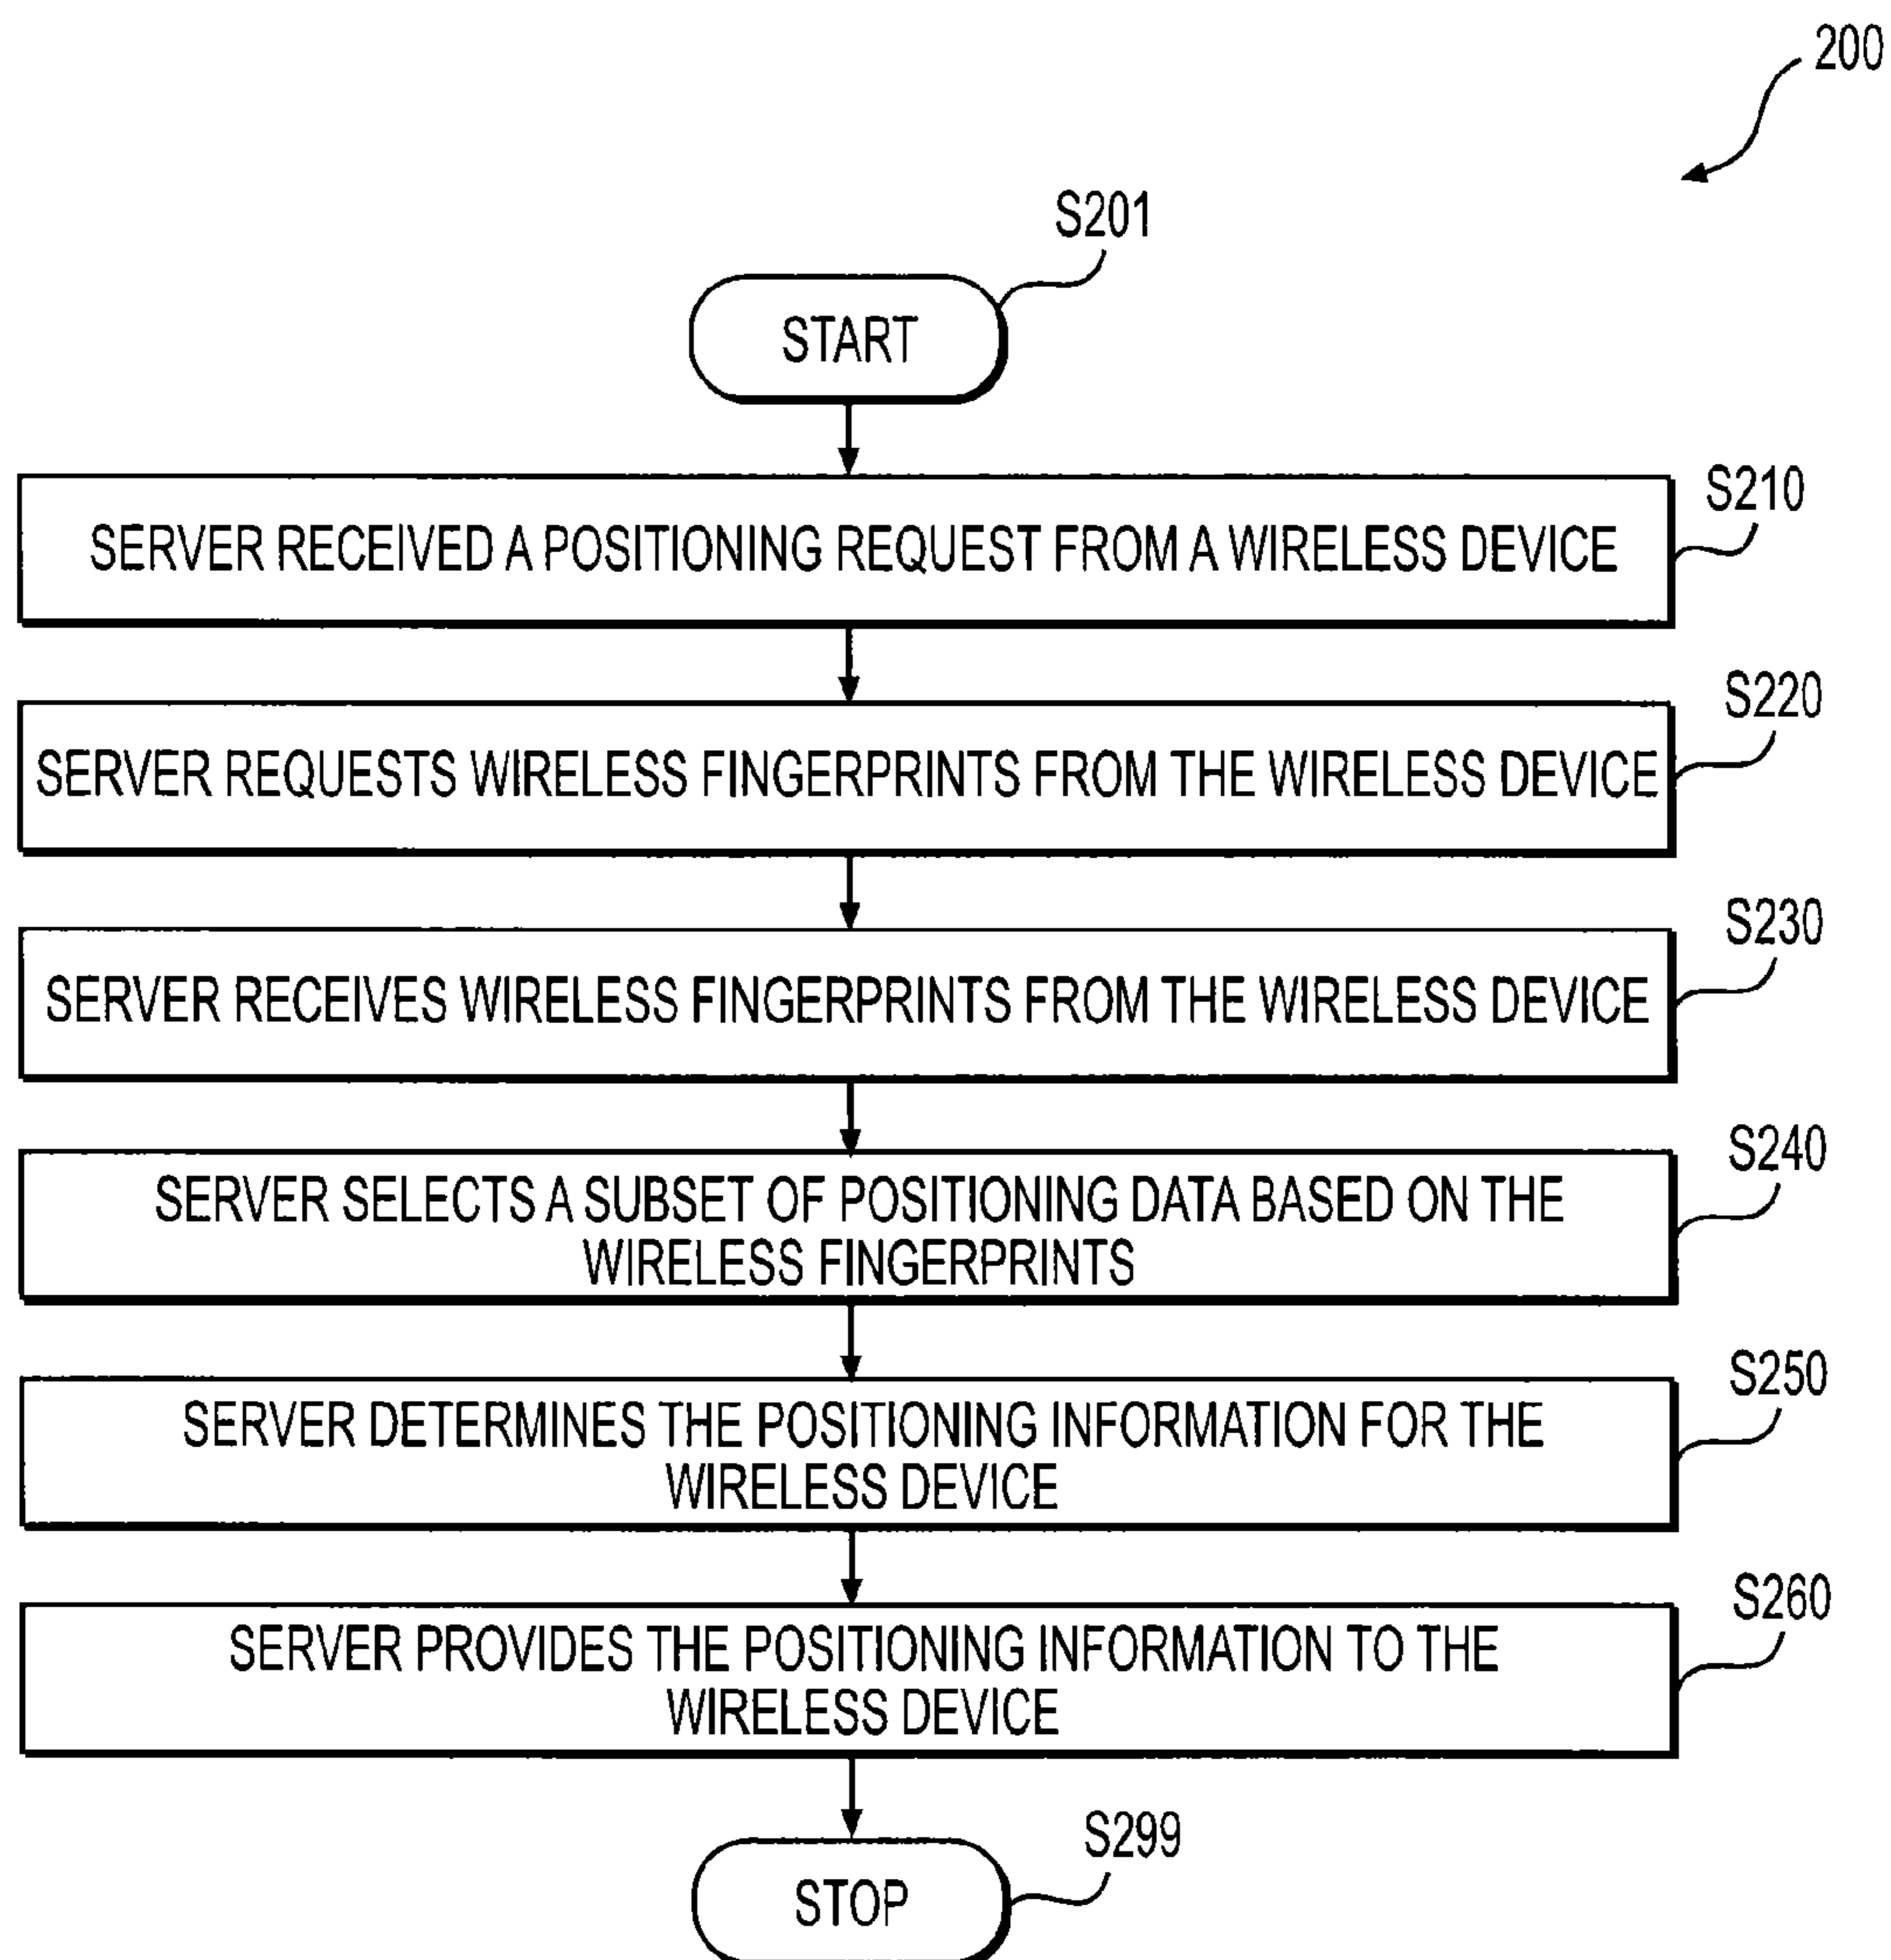 200
S201
START
S210
SERVER RECEIVED A POSITIONING REQUEST FROM A WIRELESS DEVICE
S220
SERVER REQUESTS WIRELESS FINGERPRINTS FROM THE WIRELESS DEVICE
S230
SERVER RECEIVES WIRELESS FINGERPRINTS FROM THE WIRELESS DEVICE
S240
SERVER SELECTS A SUBSET OF POSITIONING DATA BASED ON THE
WIRELESS FINGERPRINTS
S250
SERVER DETERMINES THE POSITIONING INFORMATION FOR THE
WIRELESS DEVICE
S260
SERVER PROVIDES THE POSITIONING INFORMATION TO THE
WIRELESS DEVICE
S299
STOP